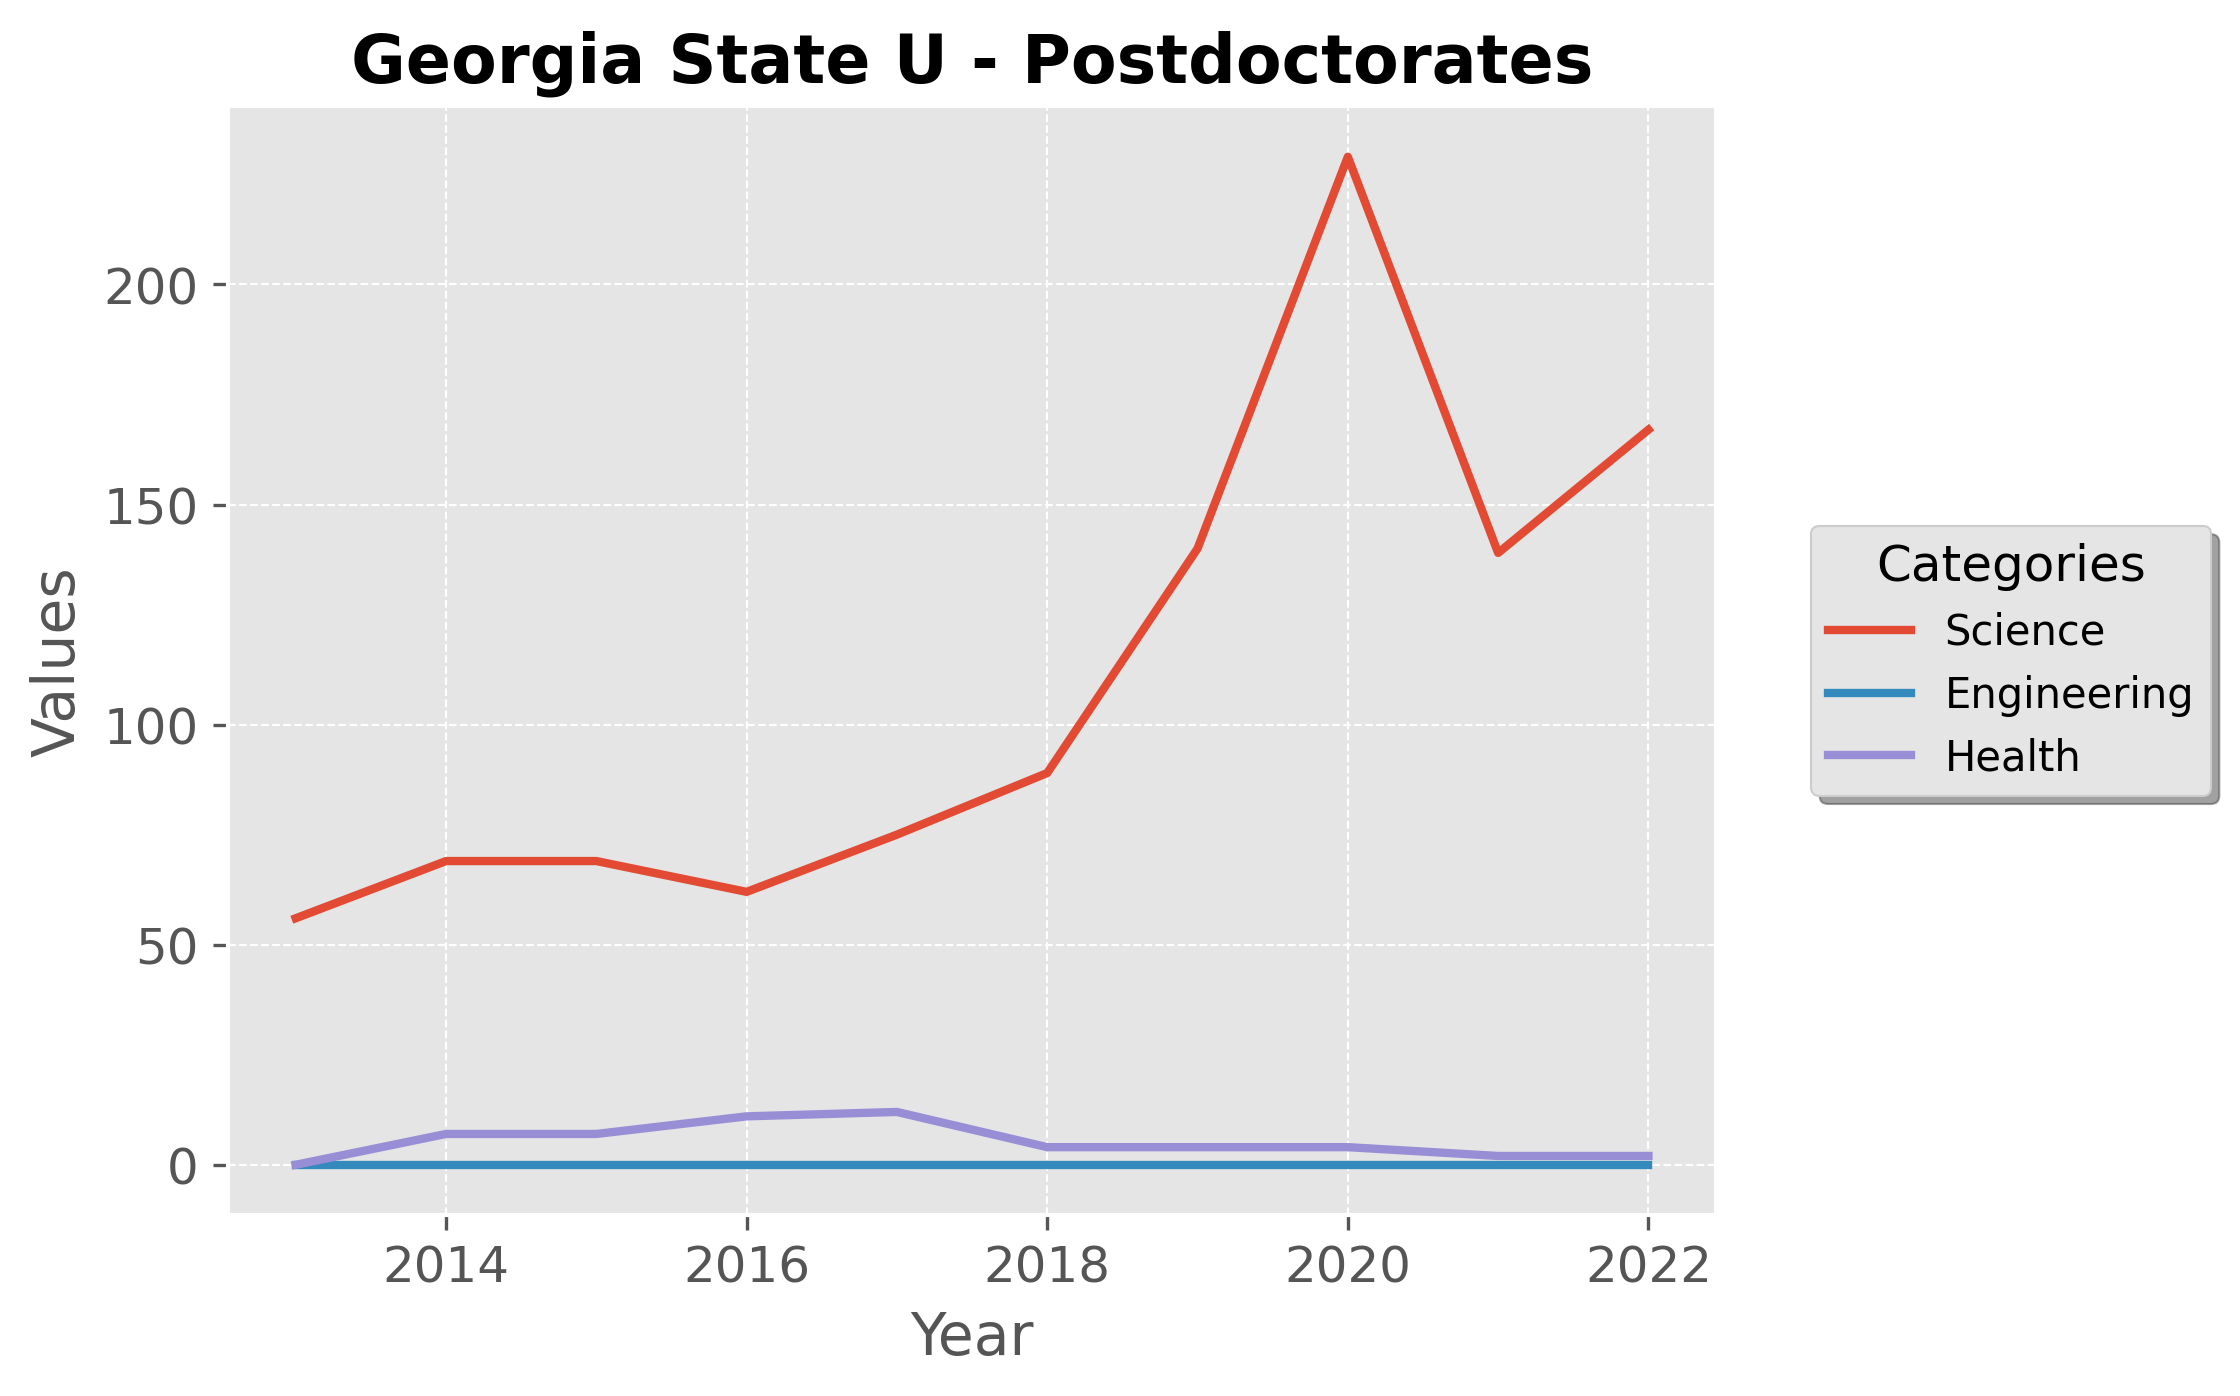 Georgia State U - Postdoctorates
Values
200
150
100
50
0
2014 2016 2018 2020 2022
Year
Categories
Science
Engineering
Health